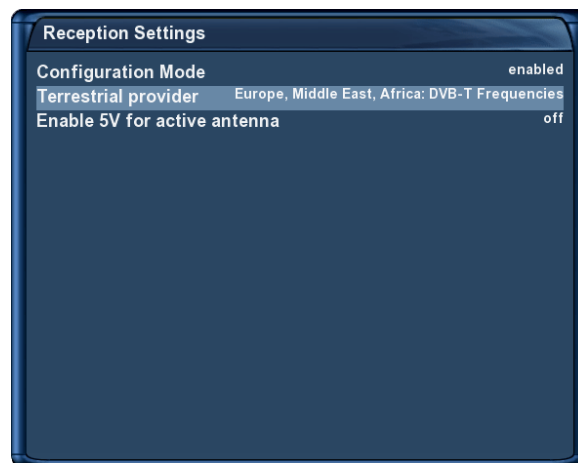 Reception Settings
Configuration Mode enabled
Terrestrial provider Europe, Middle East, Africa: DVB-T Frequencies
Enable 5V for active antenna off